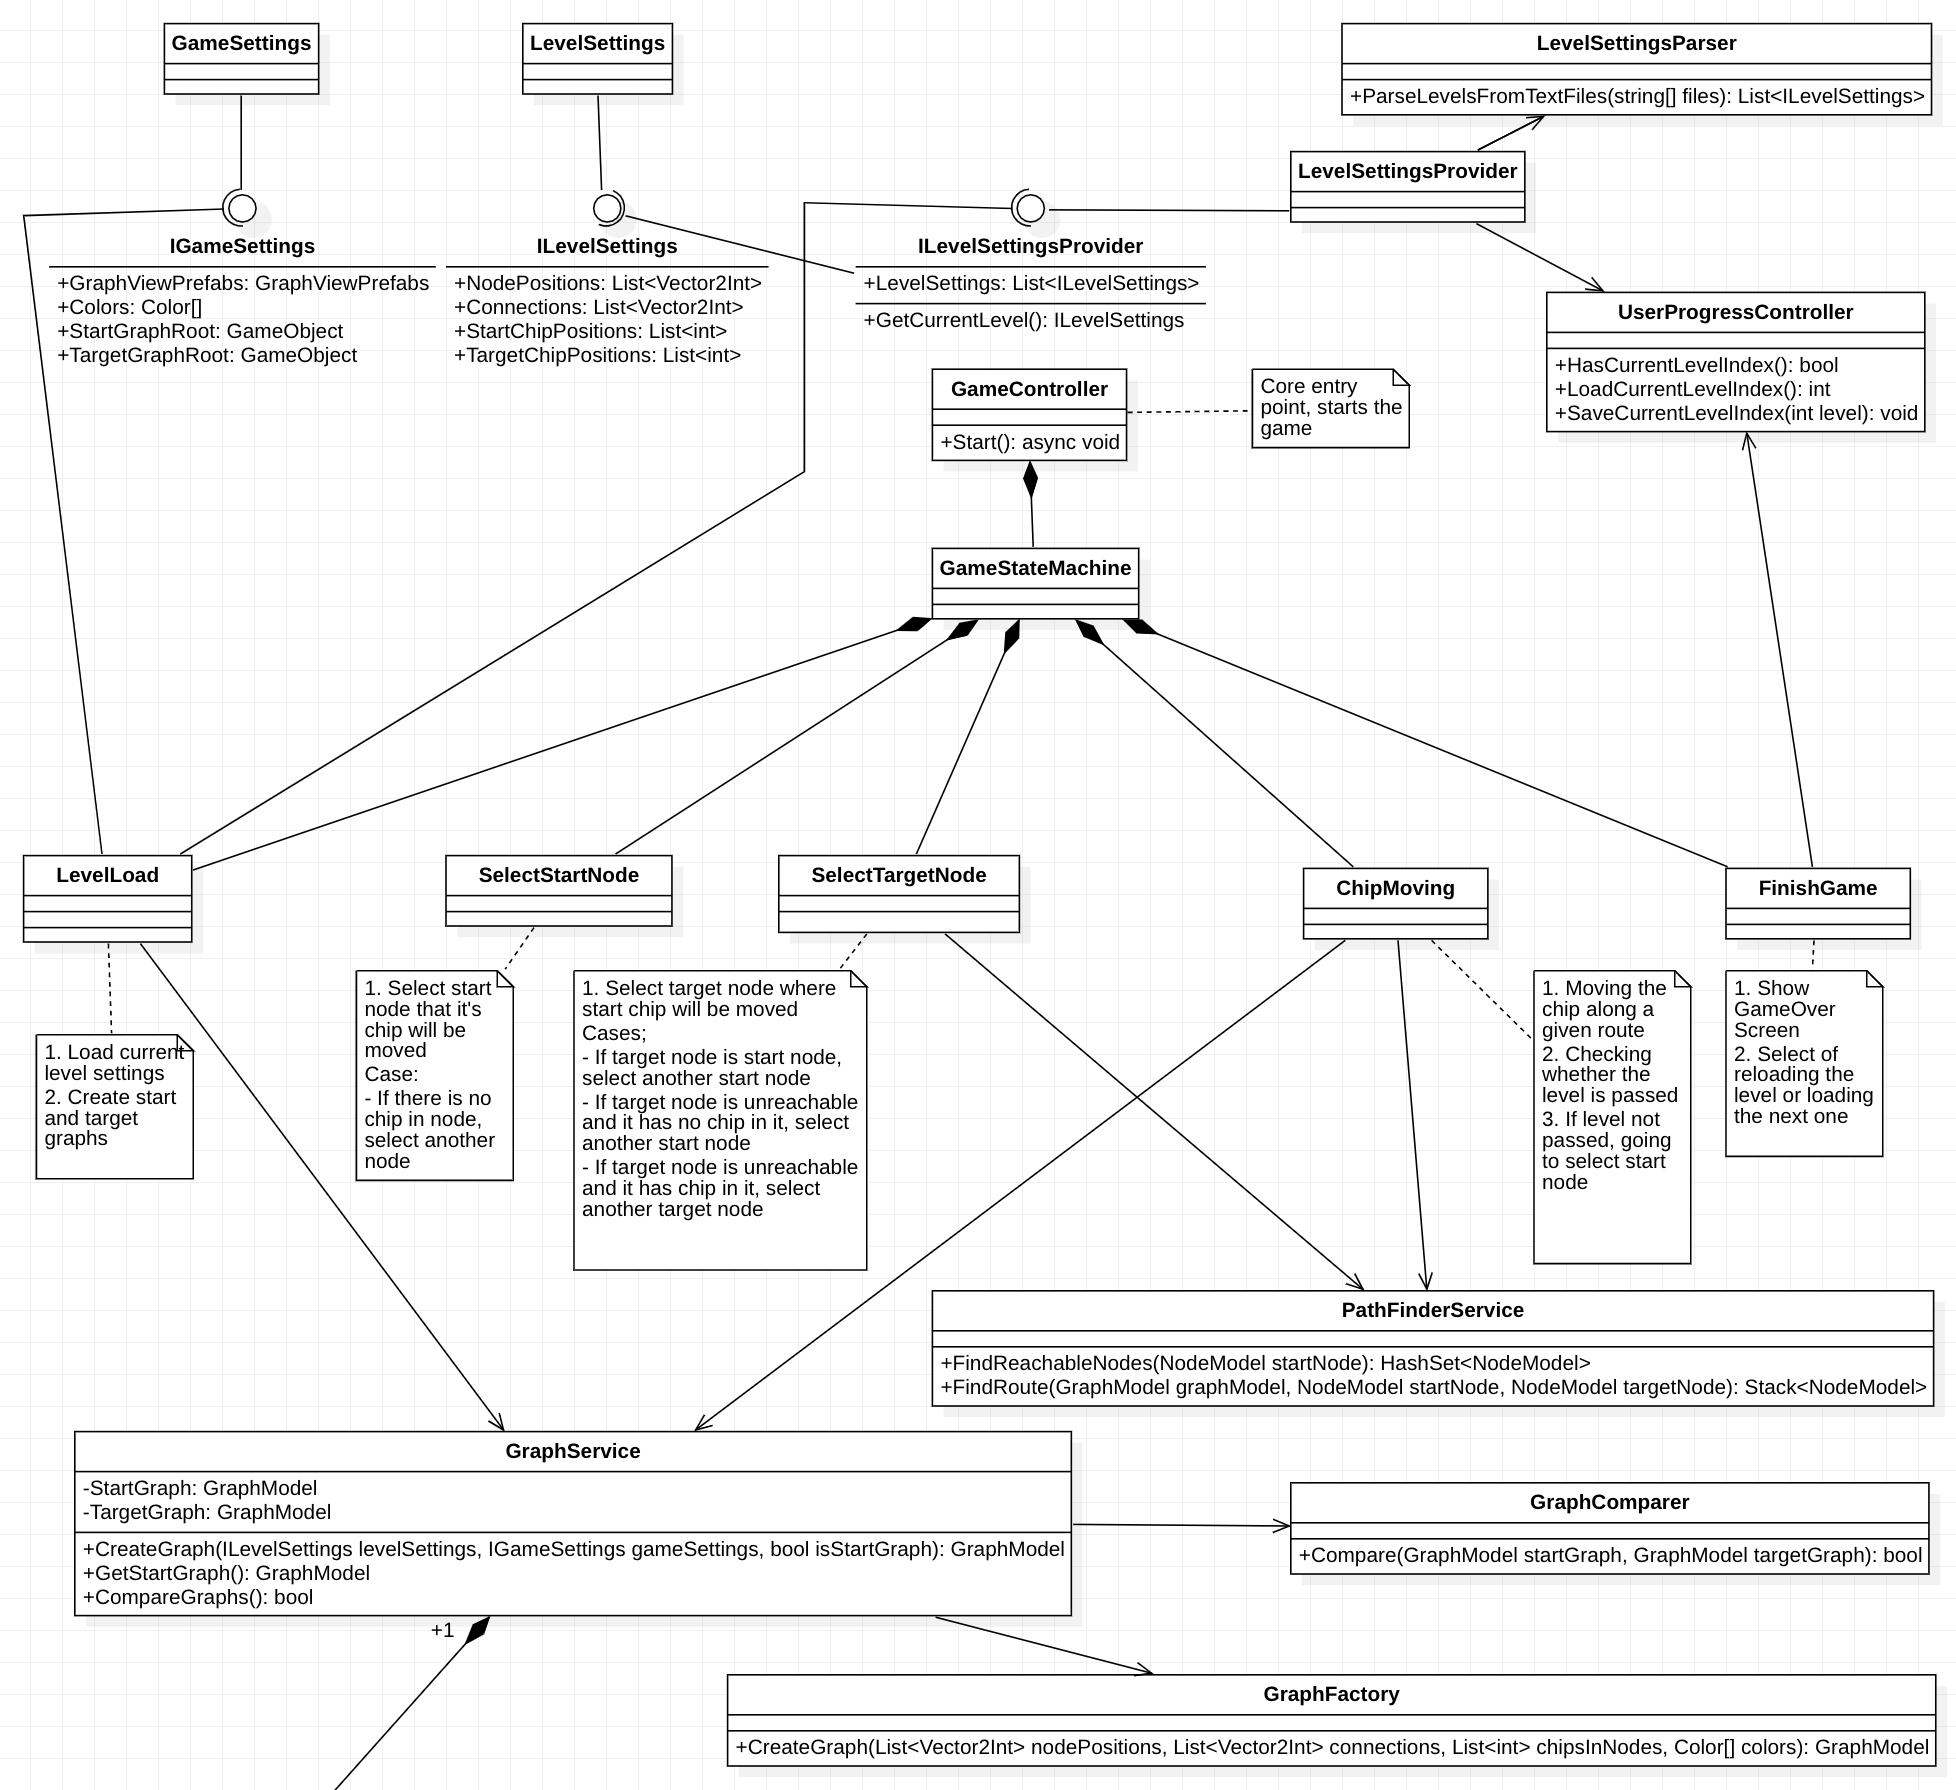 GameSettings
LevelSettings
LevelSettingsParser
+ParseLevelsFromTextFiles(string[] files): List<ILevelSettings>
LevelSettingsProvider
IGameSettings
+GraphViewPrefabs: GraphViewPrefabs
+Colors: Color[]
+StartGraphRoot: GameObject
+TargetGraphRoot: GameObject
ILevelSettings
+NodePositions: List<Vector2Int>
+Connections: List<Vector2Int>
+StartChipPositions: List<int>
+TargetChipPositions: List<int>
ILevelSettingsProvider
+LevelSettings: List<ILevelSettings>
+GetCurrentLevel(): ILevelSettings
UserProgressController
+HasCurrentLevelIndex(): bool
+LoadCurrentLevelIndex(): int
+SaveCurrentLevelIndex(int level): void
GameController
+Start(): async void
Core entry
point, starts the
game
GameStateMachine
LevelLoad
SelectStartNode
SelectTargetNode
ChipMoving
FinishGame
1. Load current
level settings
2. Create start
and target
graphs
1. Select start
node that it's
chip will be
moved
Case:
- If there is no
chip in node,
select another
node
1. Select target node where
start chip will be moved
Cases;
- If target node is start node,
select another start node
- If target node is unreachable
and it has no chip in it, select
another start node
- If target node is unreachable
and it has chip in it, select
another target node
1. Moving the
chip along a
given route
2. Checking
whether the
level is passed
3. If level not
passed, going
to select start
node
1. Show
GameOver
Screen
2. Select of
reloading the
level or loading
the next one
PathFinderService
+FindReachableNodes(NodeModel startNode): HashSet<NodeModel>
+FindRoute(GraphModel graphModel, NodeModel startNode, NodeModel targetNode): Stack<NodeModel>
GraphService
-StartGraph: GraphModel
-TargetGraph: GraphModel
+CreateGraph(ILevelSettings levelSettings, IGameSettings gameSettings, bool isStartGraph): GraphModel
+GetStartGraph(): GraphModel
+CompareGraphs(): bool
GraphComparer
+Compare(GraphModel startGraph, GraphModel targetGraph): bool
+1
GraphFactory
+CreateGraph(List<Vector2Int> nodePositions, List<Vector2Int> connections, List<int> chipsInNodes, Color[] colors): GraphModel